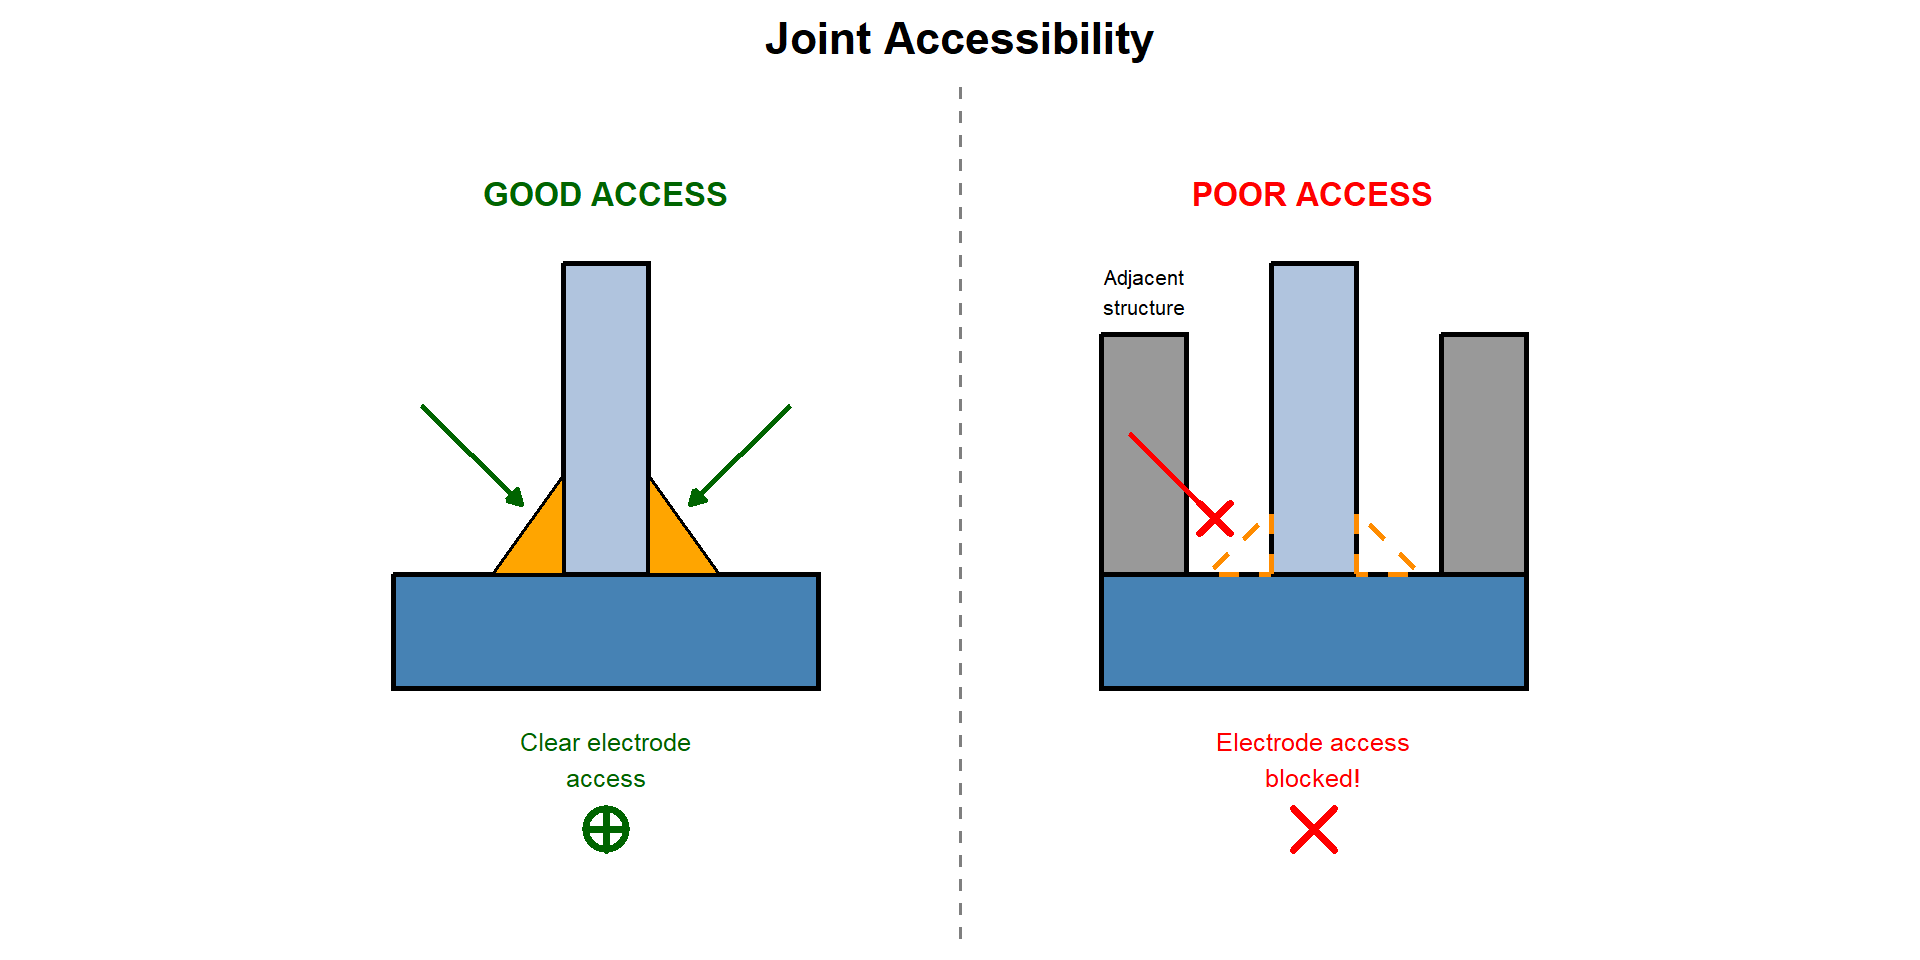 Joint Accessibility
GOOD ACCESS
Clear electrode
access
POOR ACCESS
Adjacent
structure
Electrode access
blocked!